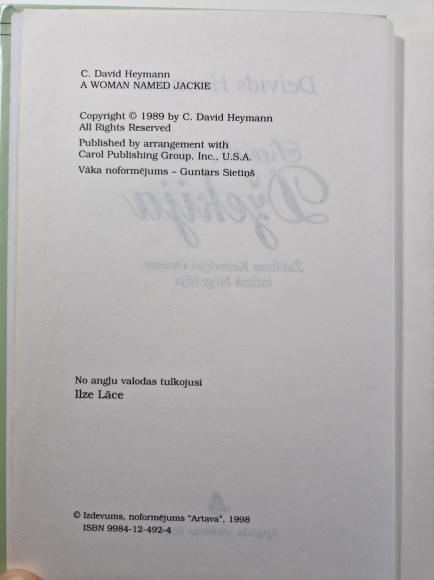 C. David Heymann
A WOMAN NAMED JACKIE
Copyright © 1989 by C. David Heymann
All Rights Reserved
Published by arrangement with
Carol Publishing Group, Inc., U.S.A.
Vāka noformējums – Guntars Sietiņš
No angļu valodas tulkojusi
Ilze Lāce
© Izdevums, noformējums "Artava", 1998
ISBN 9984-12-492-4